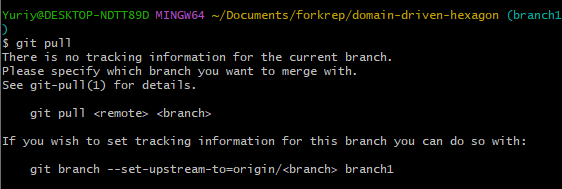 Yuriy@DESKTOP-NDTT89D MINGW64 ~/Documents/forkrep/domain-driven-hexagon (branch1
)
$ git pull
There is no tracking information for the current branch.
Please specify which branch you want to merge with.
See git-pull(1) for details.
git pull <remote> <branch>
If you wish to set tracking information for this branch you can do so with:
git branch --set-upstream-to=origin/<branch> branch1